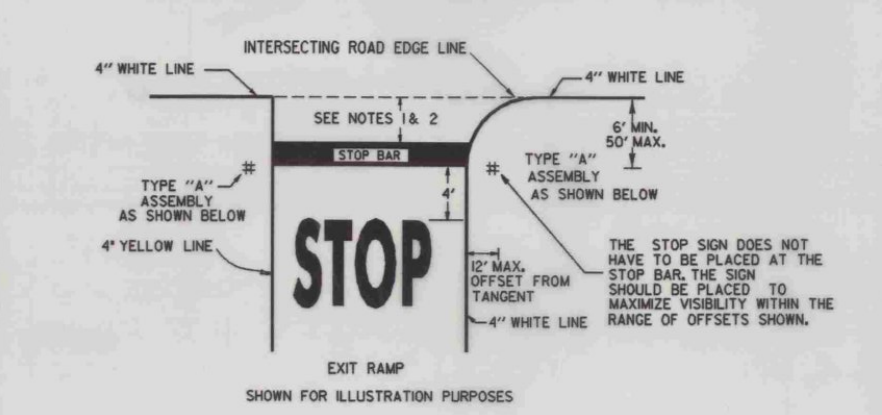 INTERSECTING ROAD EDGE LINE
4" WHITE LINE
4" WHITE LINE
SEE NOTES 1 & 2
6' MIN.
50' MAX.
STOP BAR
#
#
TYPE "A"
ASSEMBLY
AS SHOWN BELOW
TYPE "A"
ASSEMBLY
AS SHOWN BELOW
4'
4" YELLOW LINE
STOP
12' MAX.
OFFSET FROM
TANGENT
THE STOP SIGN DOES NOT
HAVE TO BE PLACED AT THE
STOP BAR. THE SIGN
SHOULD BE PLACED TO
MAXIMIZE VISIBILITY WITHIN THE
RANGE OF OFFSETS SHOWN.
4" WHITE LINE
EXIT RAMP
SHOWN FOR ILLUSTRATION PURPOSES